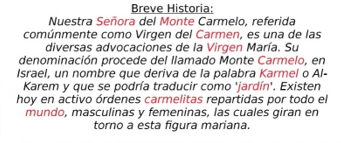 Breve Historia:
Nuestra Señora del Monte Carmelo, referida
comúnmente como Virgen del Carmen, es una de las
diversas advocaciones de la Virgen María. Su
denominación procede del llamado Monte Carmelo, en
Israel, un nombre que deriva de la palabra Karmel o Al-
Karem y que se podría traducir como 'jardín'. Existen
hoy en activo órdenes carmelitas repartidas por todo el
mundo, masculinas y femeninas, las cuales giran en
torno a esta figura mariana.